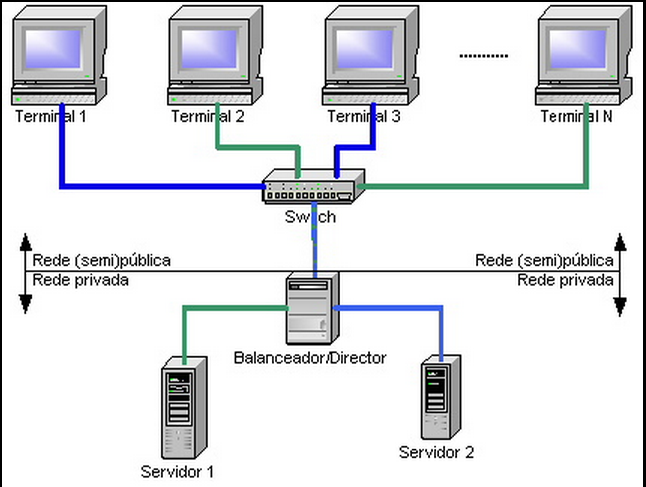 Terminal 1
Terminal 2
Terminal 3
Terminal N
Switch
Rede (semi)pública
Rede (semi)pública
Rede privada
Rede privada
Balanceador/Director
Servidor 1
Servidor 2